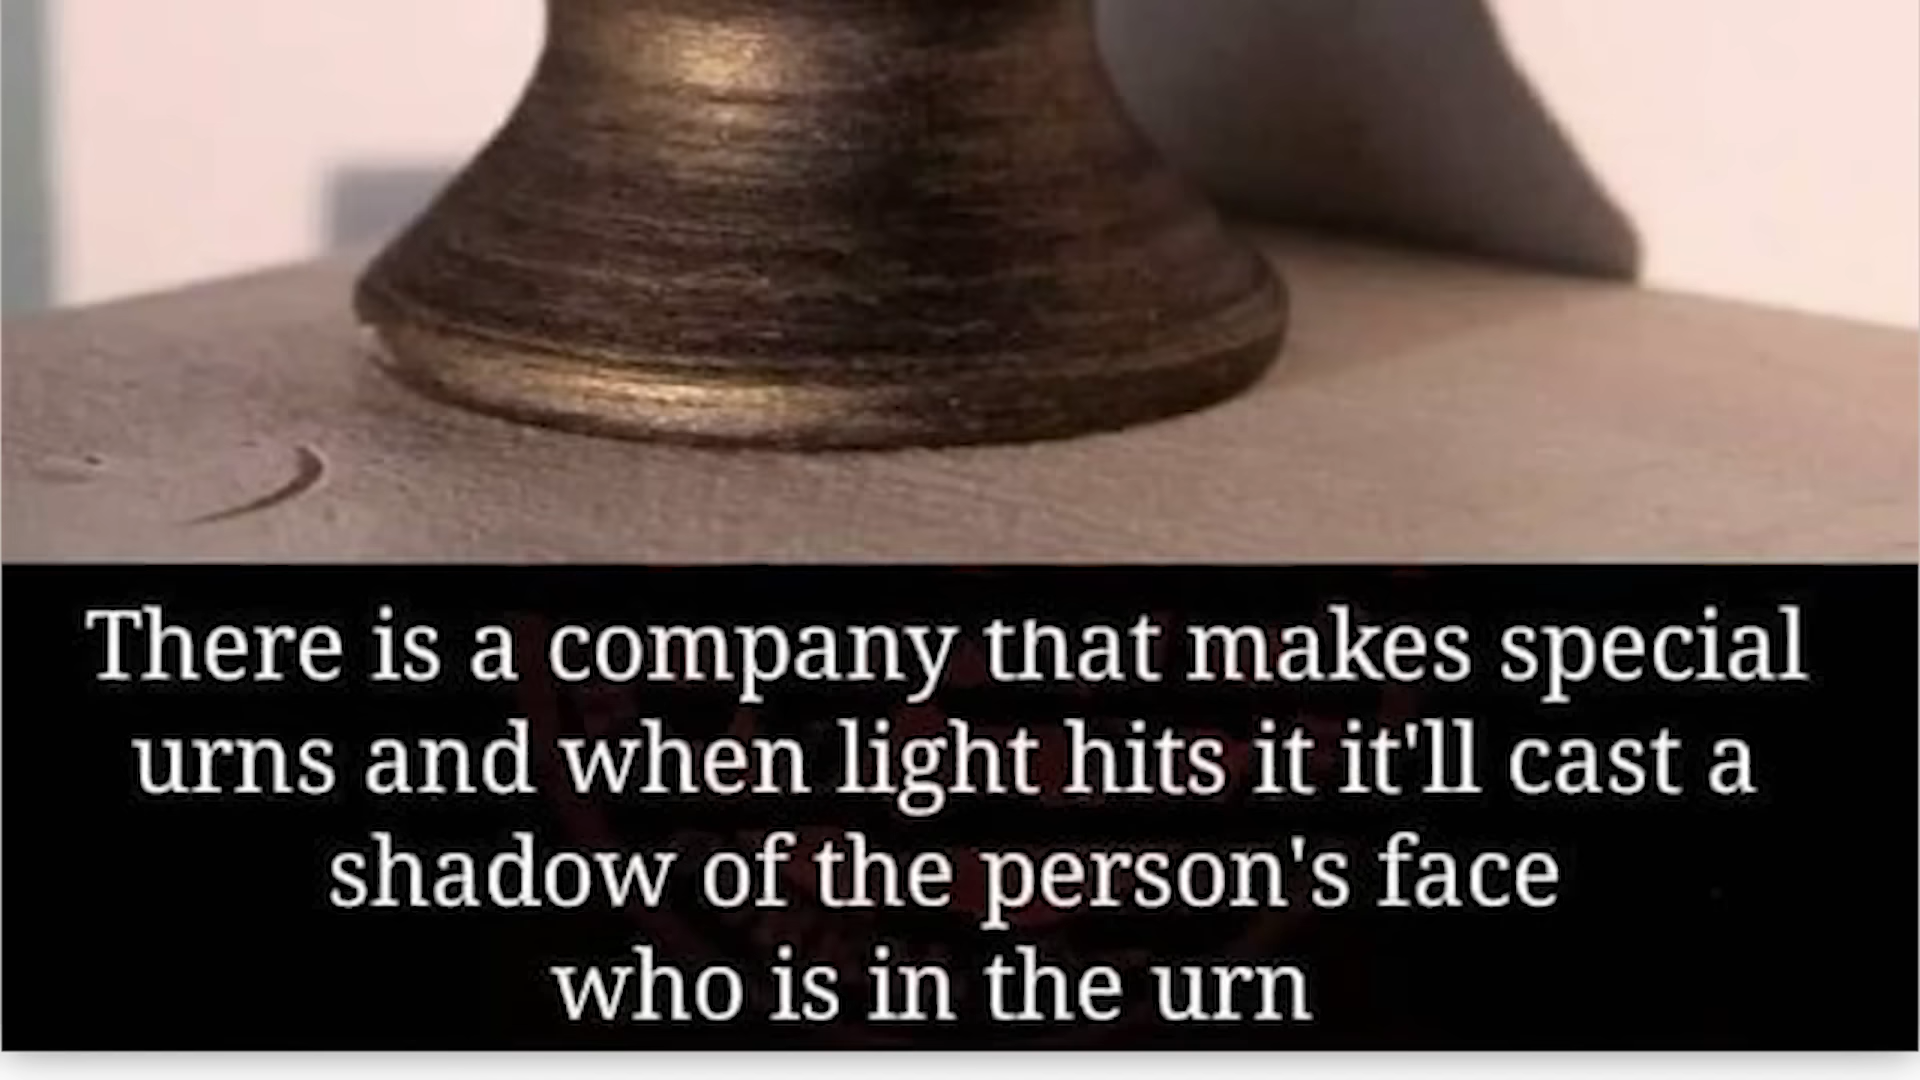 There is a company that makes special
urns and when light hits it it'll cast a
shadow of the person's face
who is in the urn